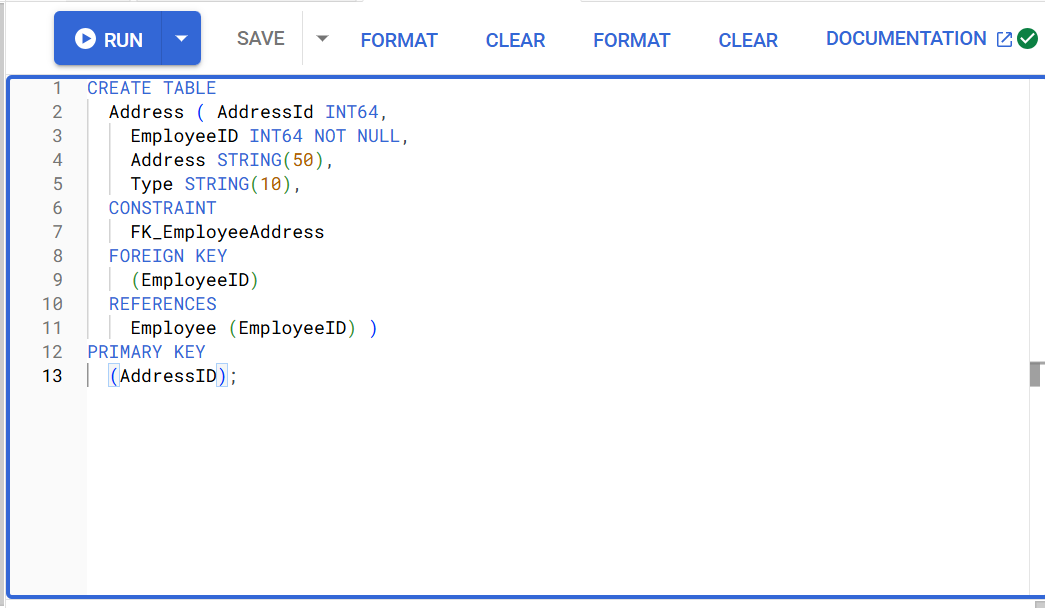 RUN SAVE FORMAT CLEAR FORMAT CLEAR DOCUMENTATION
1 CREATE TABLE
2 Address ( AddressId INT64,
3 EmployeeID INT64 NOT NULL,
4 Address STRING(50),
5 Type STRING(10),
6 CONSTRAINT
7 FK_EmployeeAddress
8 FOREIGN KEY
9 (EmployeeID)
10 REFERENCES
11 Employee (EmployeeID) )
12 PRIMARY KEY
13 (AddressID);